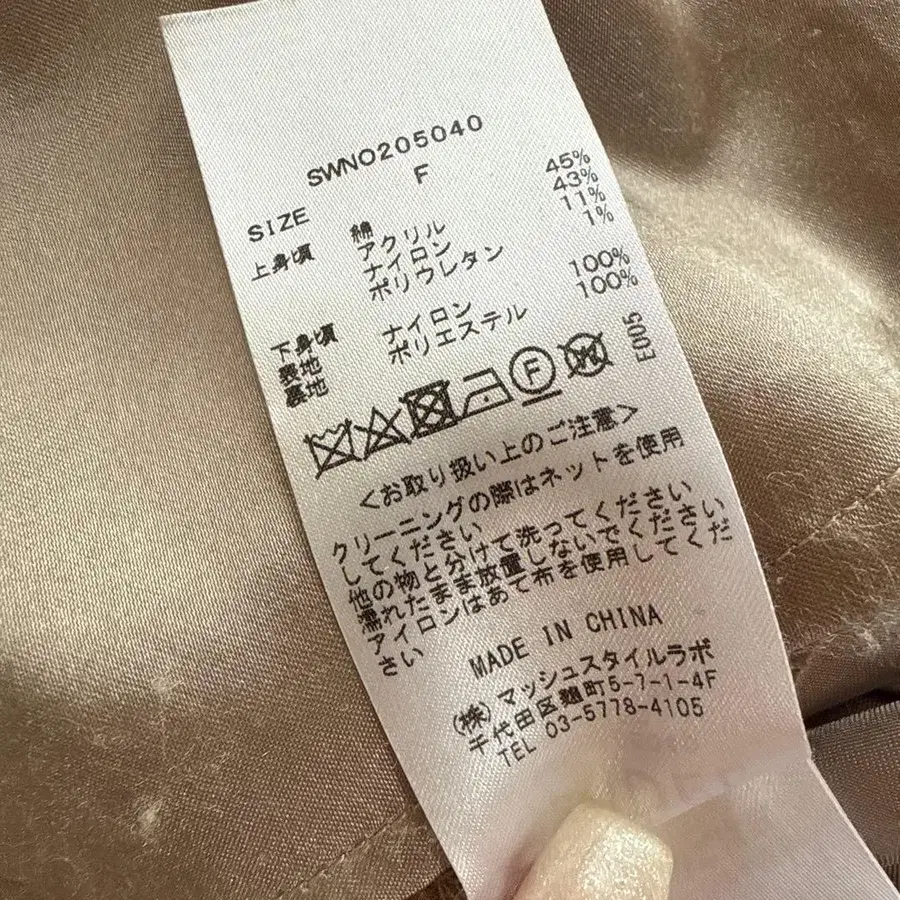 SWNO205040
SIZE F
上身頃 綿 45%
アクリル 43%
ナイロン 11%
ポリウレタン 1%
下身頃
表地 ナイロン 100%
裏地 ポリエステル 100%
F W E005
<お取り扱い上のご注意>
クリーニングの際はネットを使用
してください
他の物と分けて洗ってください
濡れたまま放置しないでください
アイロンはあて布を使用してくだ
さい
MADE IN CHINA
(株)マッシュスタイルラボ
千代田区麹町5-7-1-4F
TEL 03-5778-4105